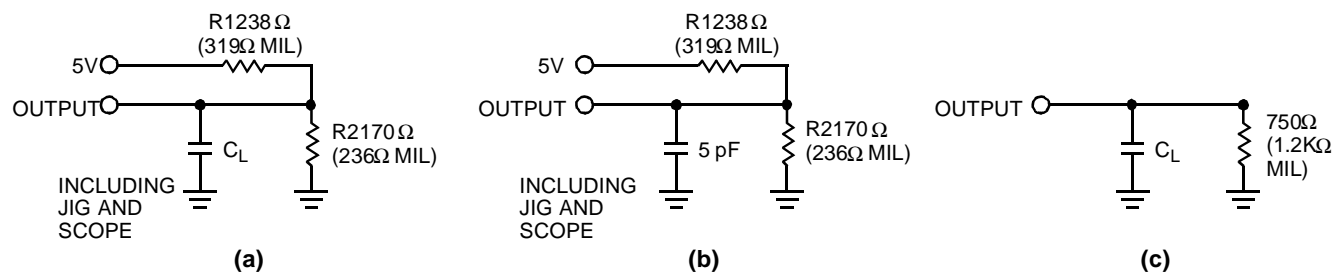 R1238Ω
(319Ω MIL)
5V
OUTPUT
C_L
R2170Ω
(236Ω MIL)
INCLUDING
JIG AND
SCOPE
(a)
R1238Ω
(319Ω MIL)
5V
OUTPUT
5 pF
R2170Ω
(236Ω MIL)
INCLUDING
JIG AND
SCOPE
(b)
OUTPUT
C_L
750Ω
(1.2KΩ
MIL)
(c)